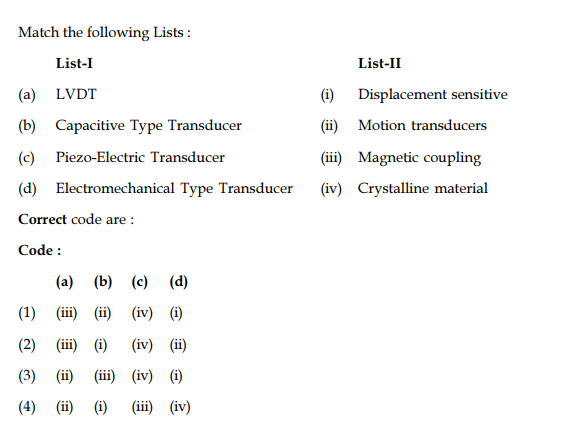 Match the following Lists :
List-I List-II
(a) LVDT (i) Displacement sensitive
(b) Capacitive Type Transducer (ii) Motion transducers
(c) Piezo-Electric Transducer (iii) Magnetic coupling
(d) Electromechanical Type Transducer (iv) Crystalline material
Correct code are :
Code :
(a) (b) (c) (d)
(1) (iii) (ii) (iv) (i)
(2) (iii) (i) (iv) (ii)
(3) (ii) (iii) (iv) (i)
(4) (ii) (i) (iii) (iv)